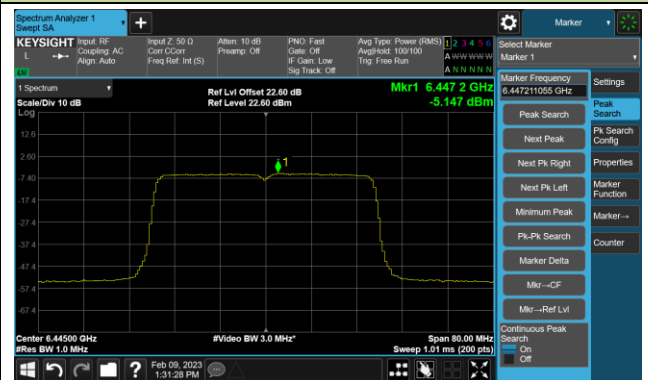 Spectrum Analyzer 1
Swept SA
+
Marker
KEYSIGHT
L
Input: RF
Coupling: AC
Align: Auto
Input Z: 50 Ω
Corr CCorr
Freq Ref: Int (S)
Atten: 10 dB
Preamp: Off
PNO: Fast
Gate: Off
IF Gain: Low
Sig Track: Off
Avg Type: Power (RMS)
Avg|Hold: 100/100
Trig: Free Run
1 2 3 4 5 6
A W W W W W
A N N N N N
Select Marker
Marker 1
1 Spectrum
Scale/Div 10 dB
Log
Ref Lvl Offset 22.60 dB
Ref Level 22.60 dBm
Mkr1 6.447 2 GHz
-5.147 dBm
12.6
2.60
-7.40
-17.4
-27.4
-37.4
-47.4
-57.4
-67.4
1
Center 6.44500 GHz
#Res BW 1.0 MHz
#Video BW 3.0 MHz*
Span 80.00 MHz
Sweep 1.01 ms (200 pts)
Marker Frequency
6.447211055 GHz
Peak Search
Next Peak
Next Pk Right
Next Pk Left
Minimum Peak
Pk-Pk Search
Marker Delta
Mkr→CF
Mkr→Ref Lvl
Continuous Peak
Search
On
Off
Settings
Peak
Search
Pk Search
Config
Properties
Marker
Function
Marker→
Counter
?
Feb 09, 2023
1:31:28 PM